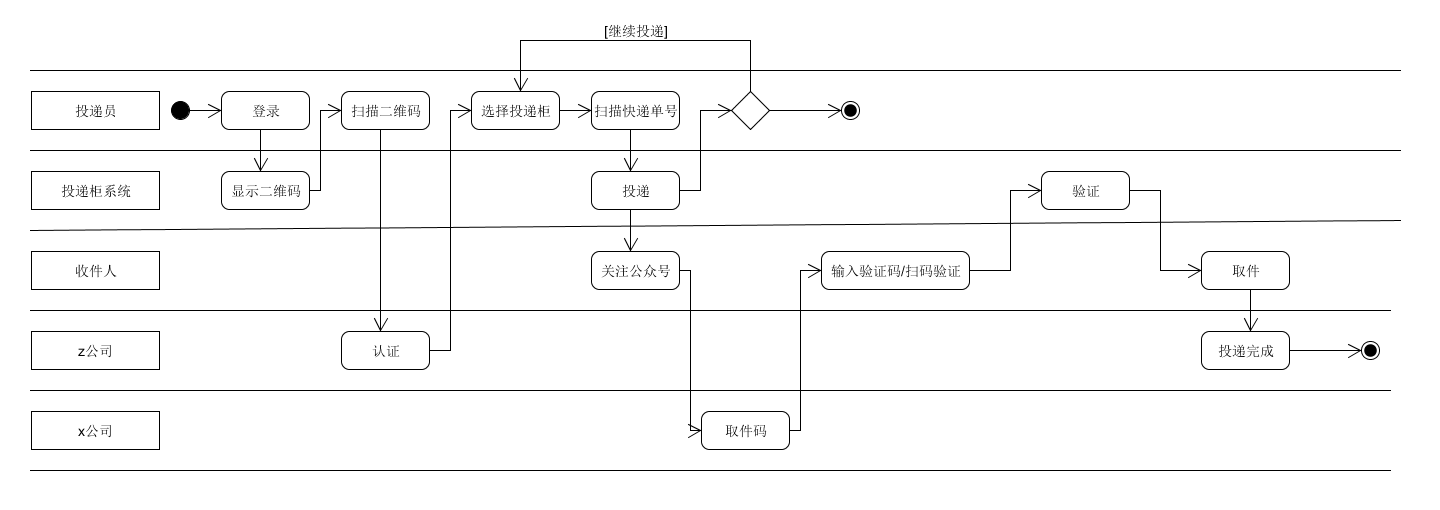 [继续投递]
投递员
登录
扫描二维码
选择投递柜
扫描快递单号
投递柜系统
显示二维码
投递
验证
收件人
关注公众号
输入验证码/扫码验证
取件
z公司
认证
投递完成
x公司
取件码